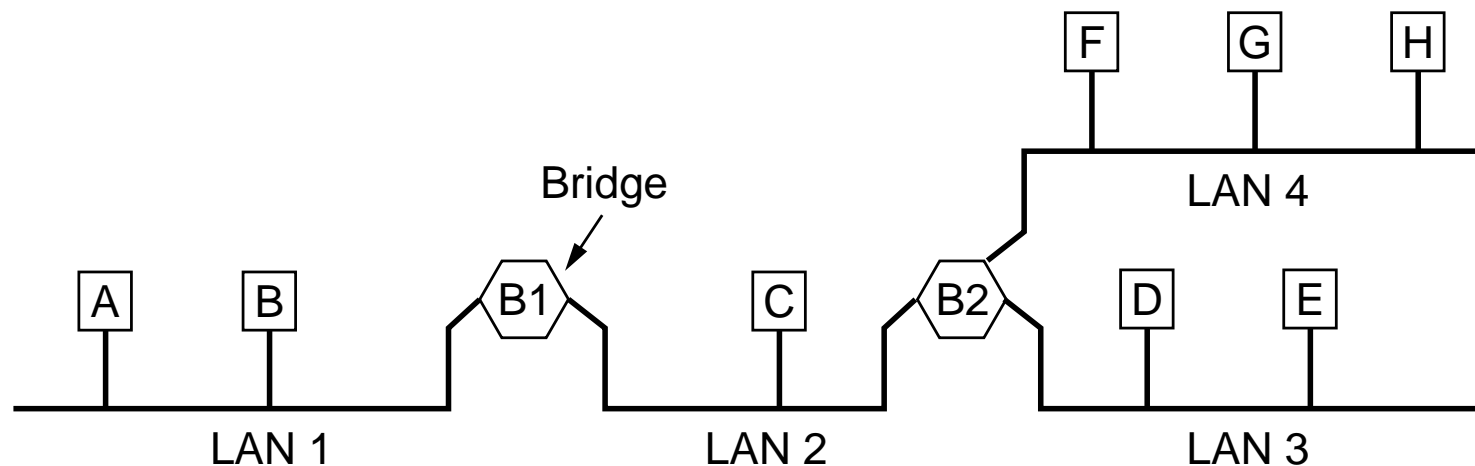 F G H
Bridge
LAN 4
A B B1 C B2 D E
LAN 1 LAN 2 LAN 3